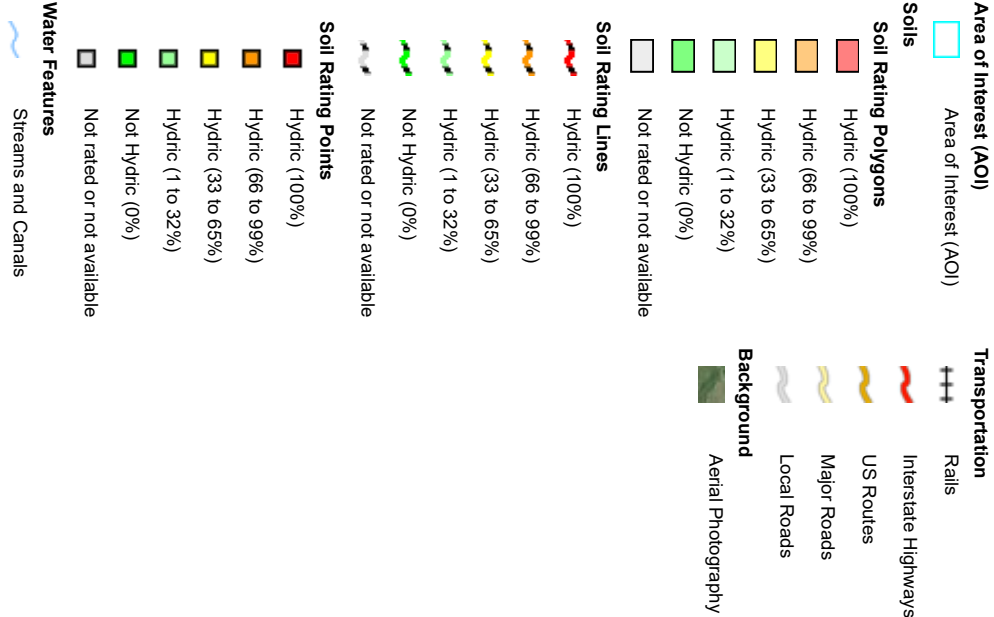 Area of Interest (AOI)
Area of Interest (AOI)
Soils
Soil Rating Polygons
Hydric (100%)
Hydric (66 to 99%)
Hydric (33 to 65%)
Hydric (1 to 32%)
Not Hydric (0%)
Not rated or not available
Soil Rating Lines
Hydric (100%)
Hydric (66 to 99%)
Hydric (33 to 65%)
Hydric (1 to 32%)
Not Hydric (0%)
Not rated or not available
Soil Rating Points
Hydric (100%)
Hydric (66 to 99%)
Hydric (33 to 65%)
Hydric (1 to 32%)
Not Hydric (0%)
Not rated or not available
Water Features
Streams and Canals
Transportation
Rails
Interstate Highways
US Routes
Major Roads
Local Roads
Background
Aerial Photography